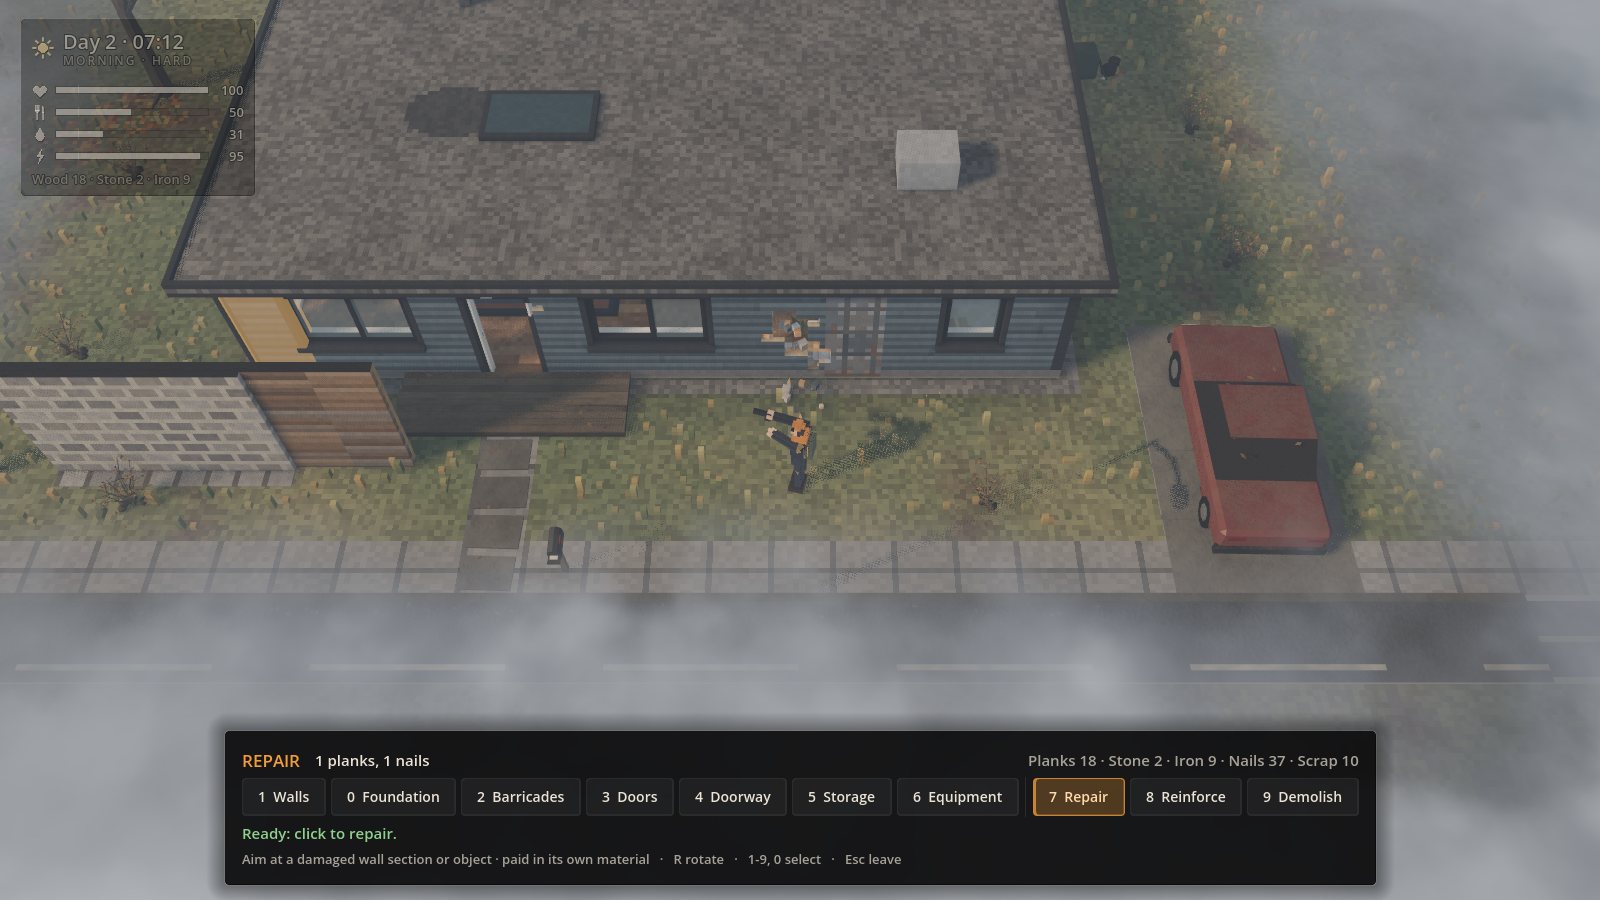 Day 2 · 07:12
MORNING · HARD
100
50
31
95
Wood 18 · Stone 2 · Iron 9
REPAIR 1 planks, 1 nails
Planks 18 · Stone 2 · Iron 9 · Nails 37 · Scrap 10
1 Walls
0 Foundation
2 Barricades
3 Doors
4 Doorway
5 Storage
6 Equipment
7 Repair
8 Reinforce
9 Demolish
Ready: click to repair.
Aim at a damaged wall section or object · paid in its own material · R rotate · 1-9, 0 select · Esc leave